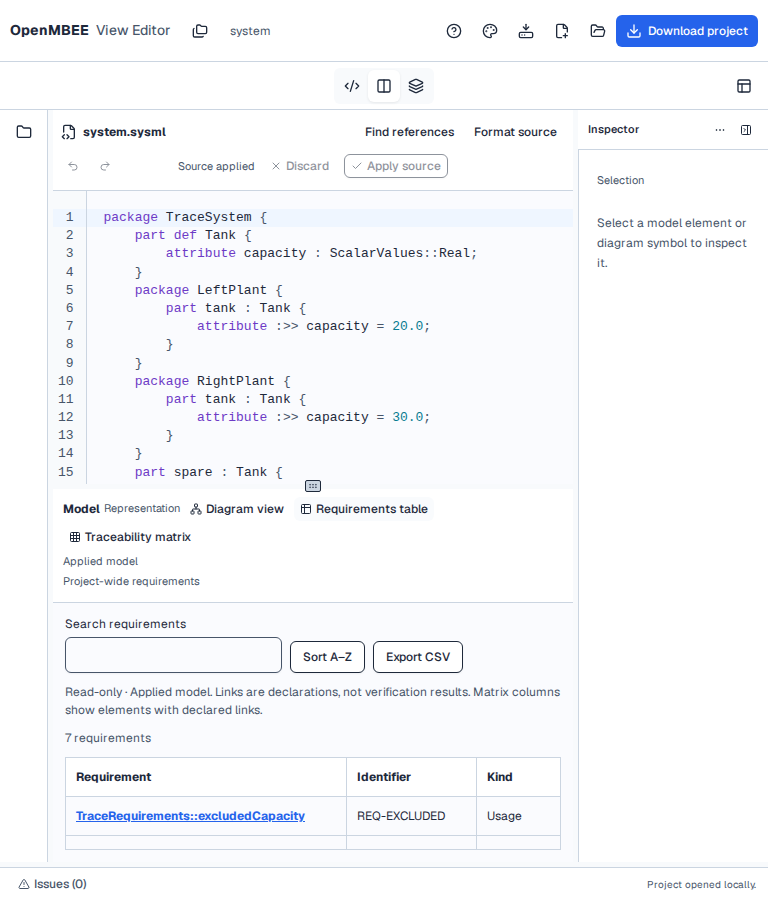 OpenMBEE View Editor system Download project
system.sysml Find references Format source
Source applied Discard Apply source
Inspector
Selection
Select a model element or
diagram symbol to inspect
it.
1 package TraceSystem {
2 part def Tank {
3 attribute capacity : ScalarValues::Real;
4 }
5 package LeftPlant {
6 part tank : Tank {
7 attribute :>> capacity = 20.0;
8 }
9 }
10 package RightPlant {
11 part tank : Tank {
12 attribute :>> capacity = 30.0;
13 }
14 }
15 part spare : Tank {
Model Representation Diagram view Requirements table
Traceability matrix
Applied model
Project-wide requirements
Search requirements
Sort A–Z Export CSV
Read-only · Applied model. Links are declarations, not verification results. Matrix columns
show elements with declared links.
7 requirements
Requirement Identifier Kind
TraceRequirements::excludedCapacity REQ-EXCLUDED Usage
Issues (0) Project opened locally.